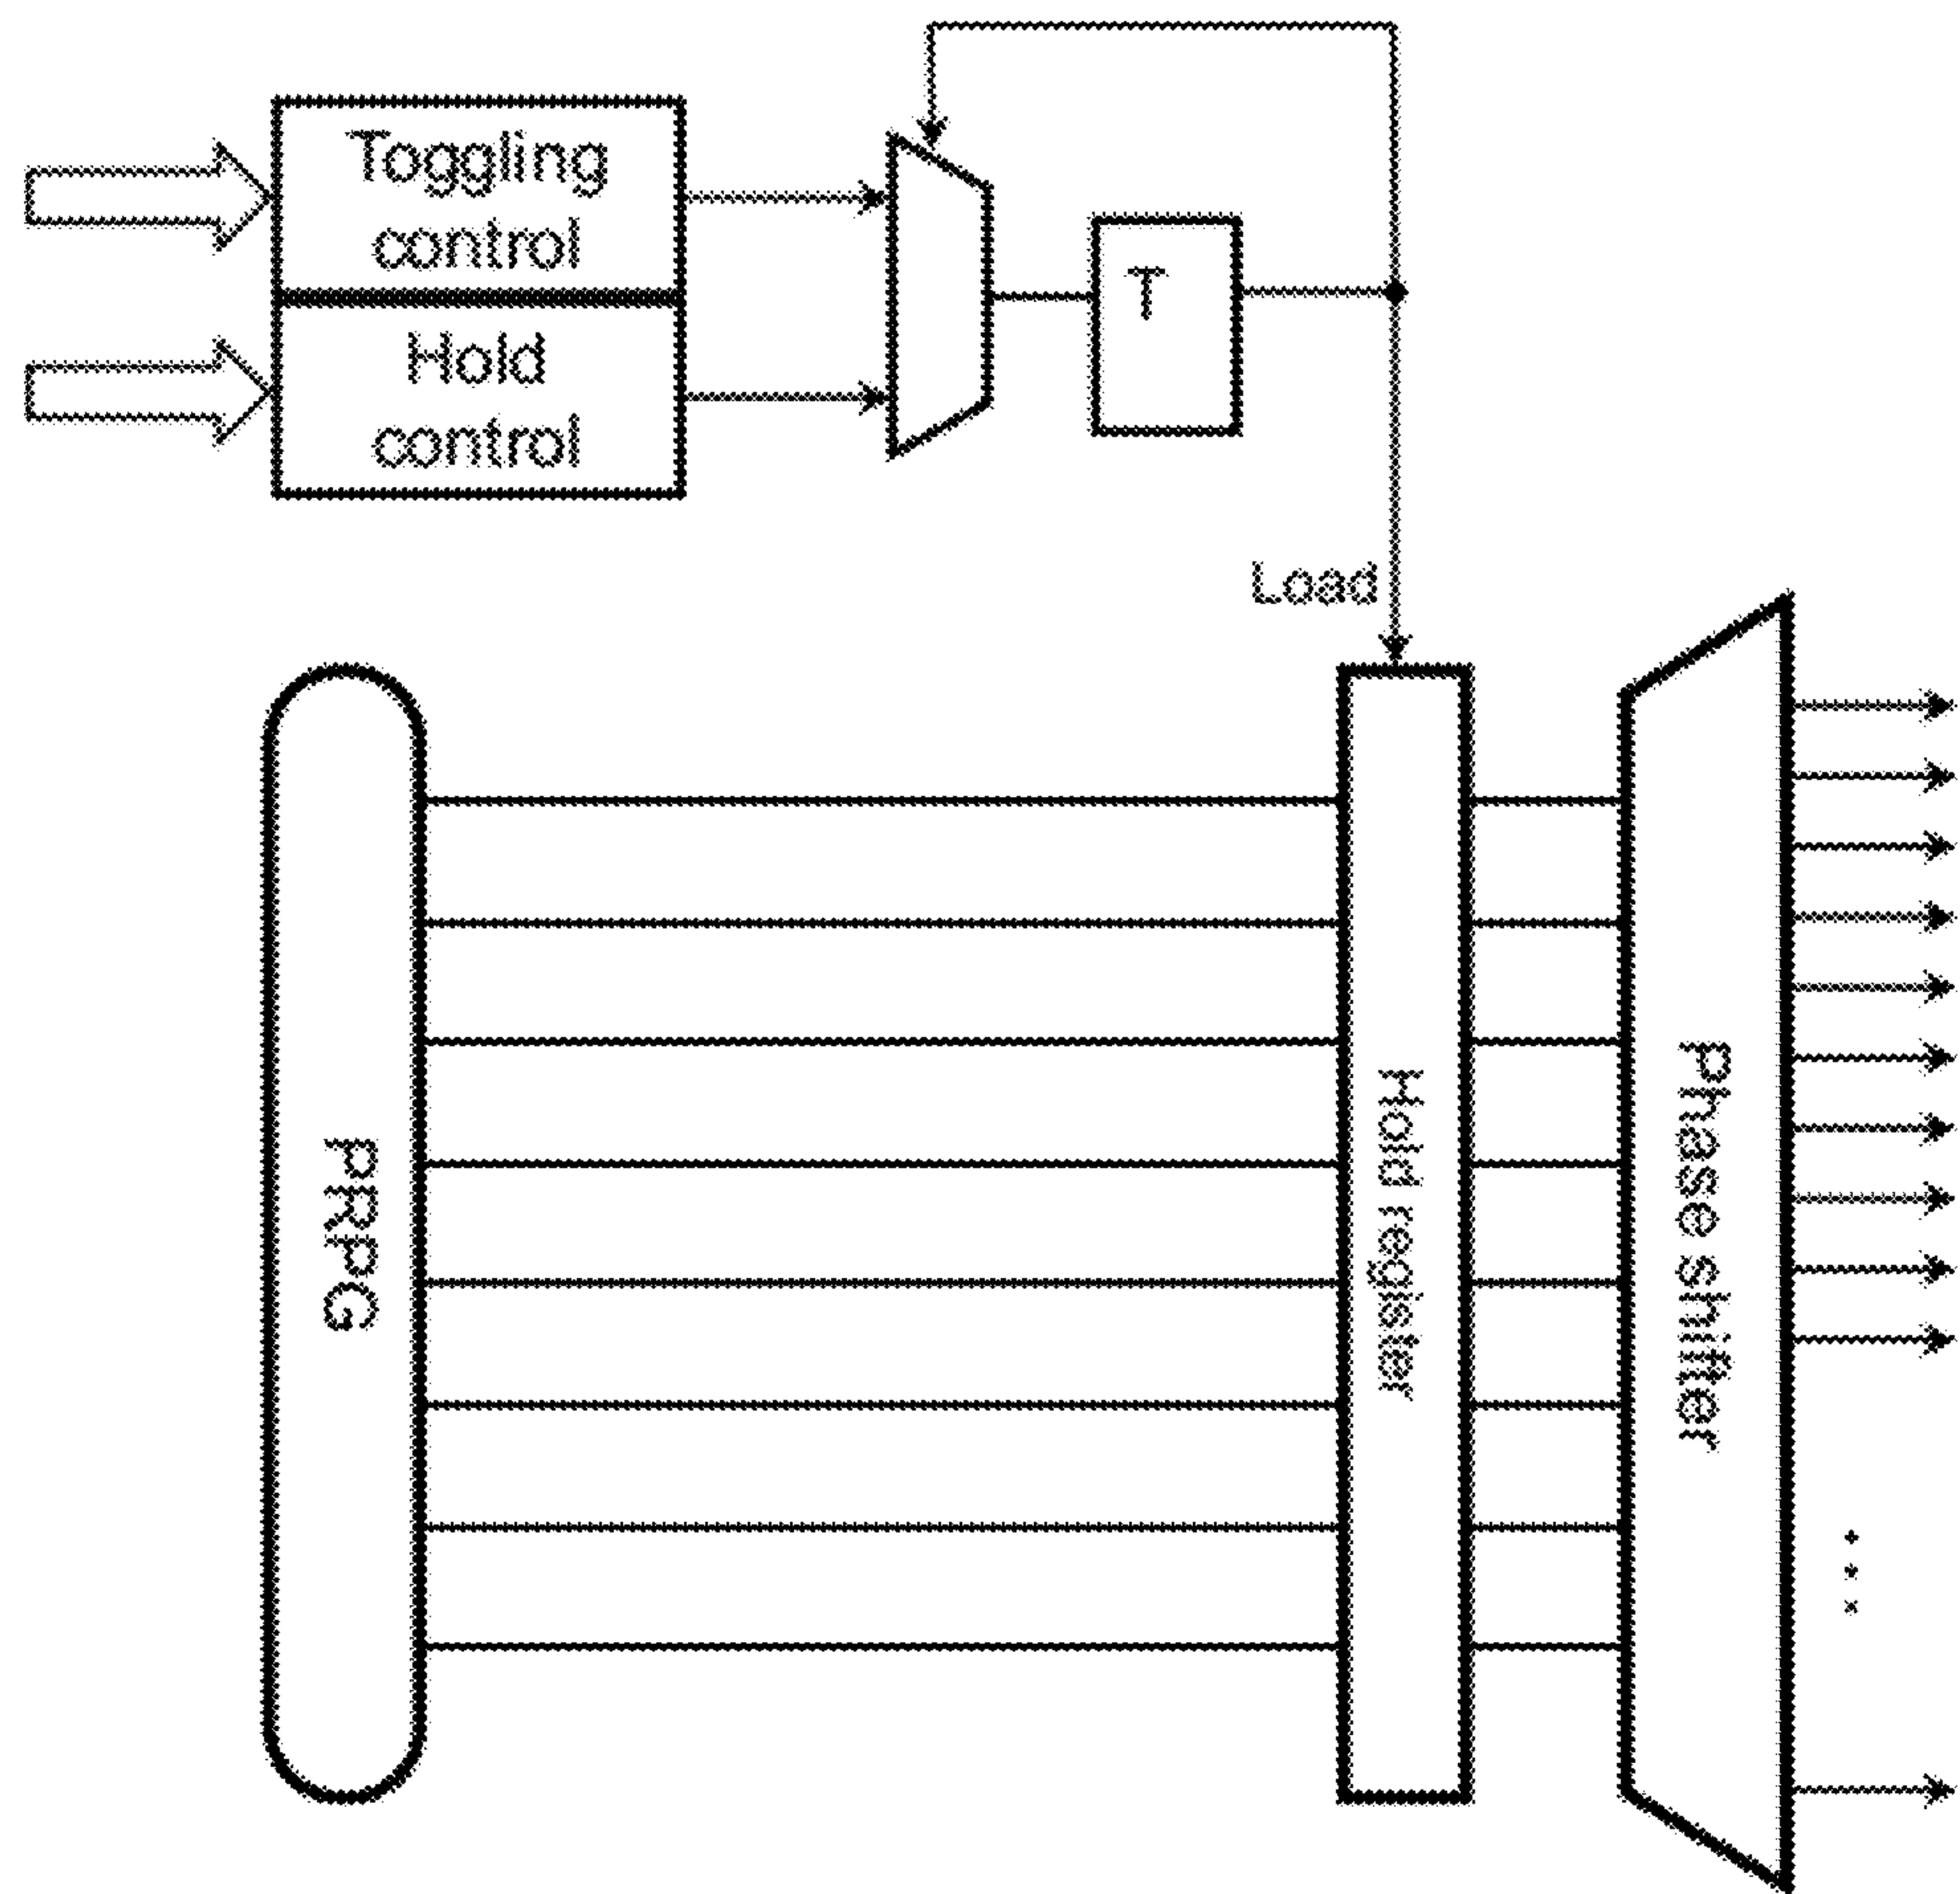 Toggling
control
Hold
control
T
Load
PRPG
Hold register
Phase shifter